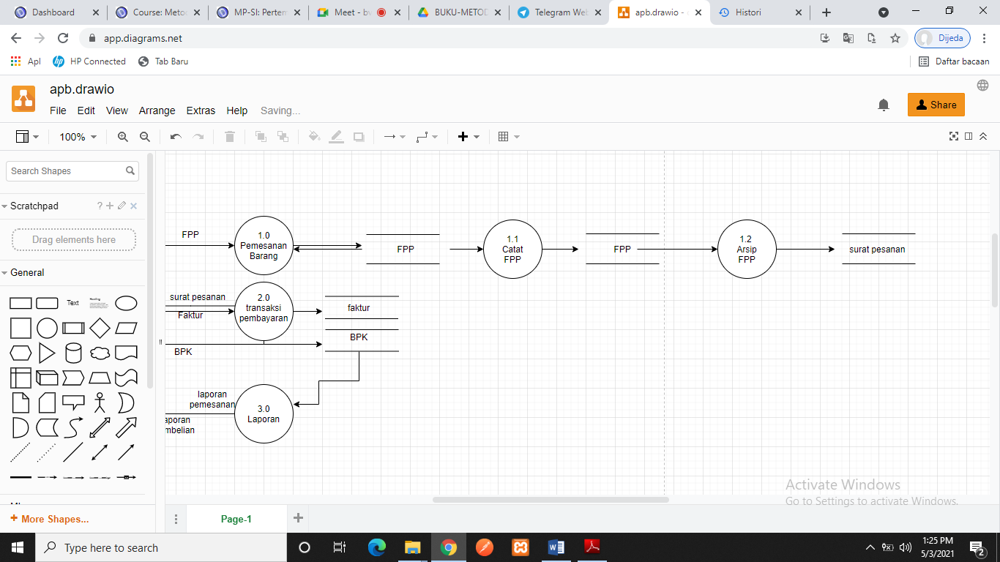 Dashboard
Course: Meto
MP-SI: Perten
Meet - bv
BUKU-METOD
Telegram Web
apb.drawio -
Histori
app.diagrams.net
Dijeda
Apl
HP Connected
Tab Baru
Daftar bacaan
apb.drawio
File Edit View Arrange Extras Help Saving...
Share
100%
Search Shapes
Scratchpad
Drag elements here
General
Text
Heading
More Shapes...
FPP
1.0
Pemesanan
Barang
FPP
1.1
Catat
FPP
FPP
1.2
Arsip
FPP
surat pesanan
surat pesanan
Faktur
2.0
transaksi
pembayaran
faktur
BPK
BPK
laporan
pemesanan
3.0
Laporan
aporan
mbelian
Activate Windows
Go to Settings to activate Windows.
Page-1
Type here to search
1:25 PM
5/3/2021
2